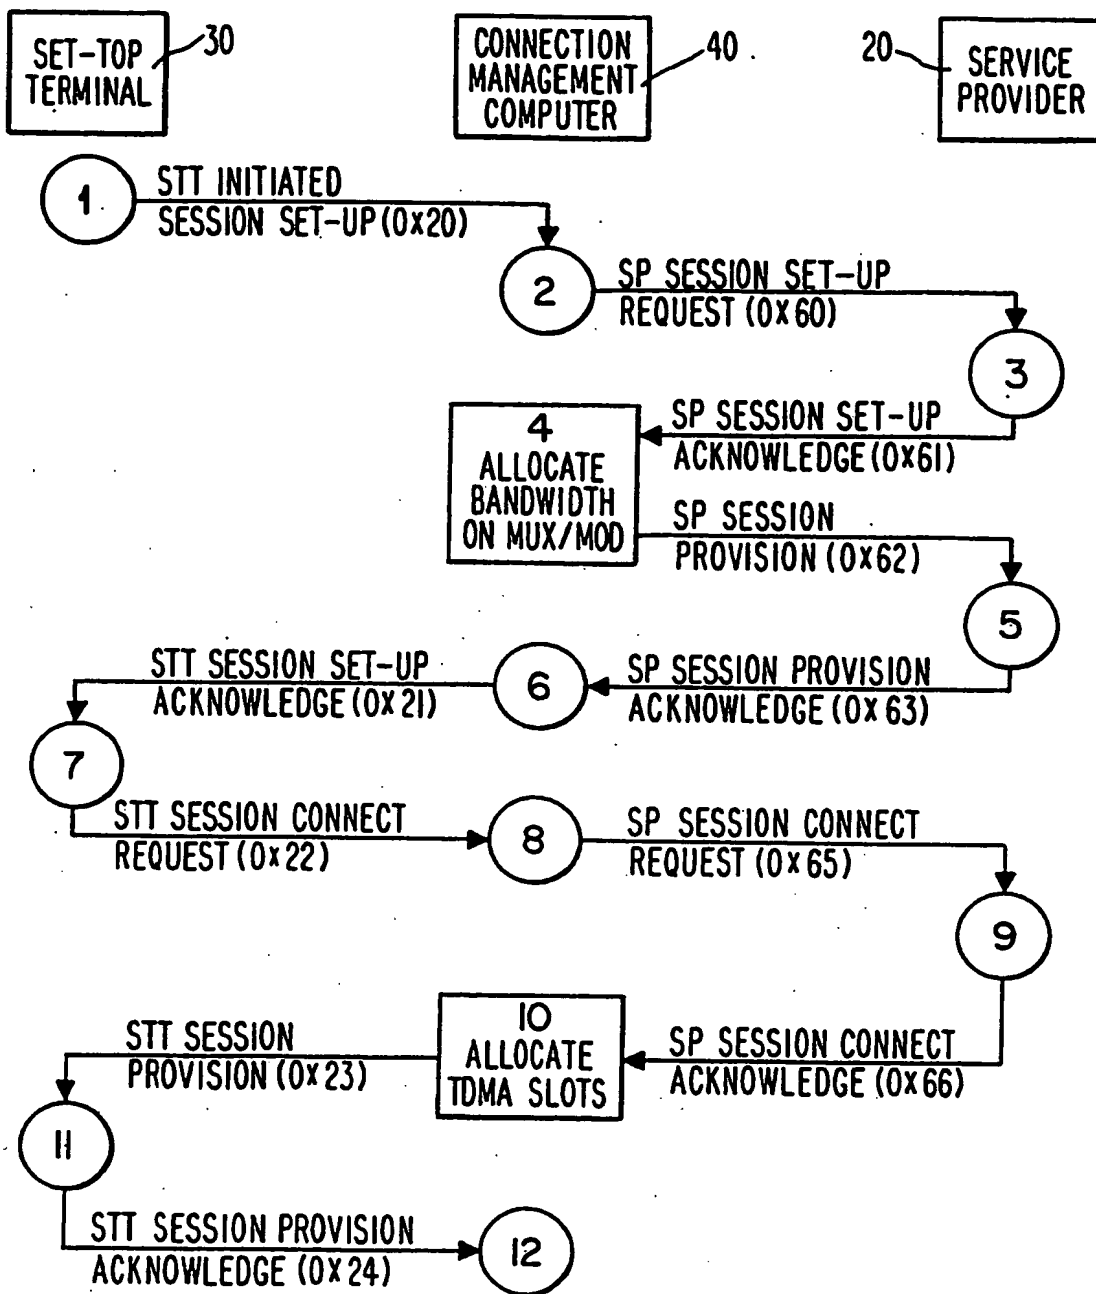 SET-TOP
TERMINAL
30
CONNECTION
MANAGEMENT
COMPUTER
40
20
SERVICE
PROVIDER
1
STT INITIATED
SESSION SET-UP (0X20)
2
SP SESSION SET-UP
REQUEST (0X60)
3
SP SESSION SET-UP
ACKNOWLEDGE (0X61)
4
ALLOCATE
BANDWIDTH
ON MUX/MOD
SP SESSION
PROVISION (0X62)
5
SP SESSION PROVISION
ACKNOWLEDGE (0X63)
6
STT SESSION SET-UP
ACKNOWLEDGE (0X21)
7
STT SESSION CONNECT
REQUEST (0X22)
8
SP SESSION CONNECT
REQUEST (0X65)
9
SP SESSION CONNECT
ACKNOWLEDGE (0X66)
10
ALLOCATE
TDMA SLOTS
STT SESSION
PROVISION (0X23)
11
STT SESSION PROVISION
ACKNOWLEDGE (0X24)
12